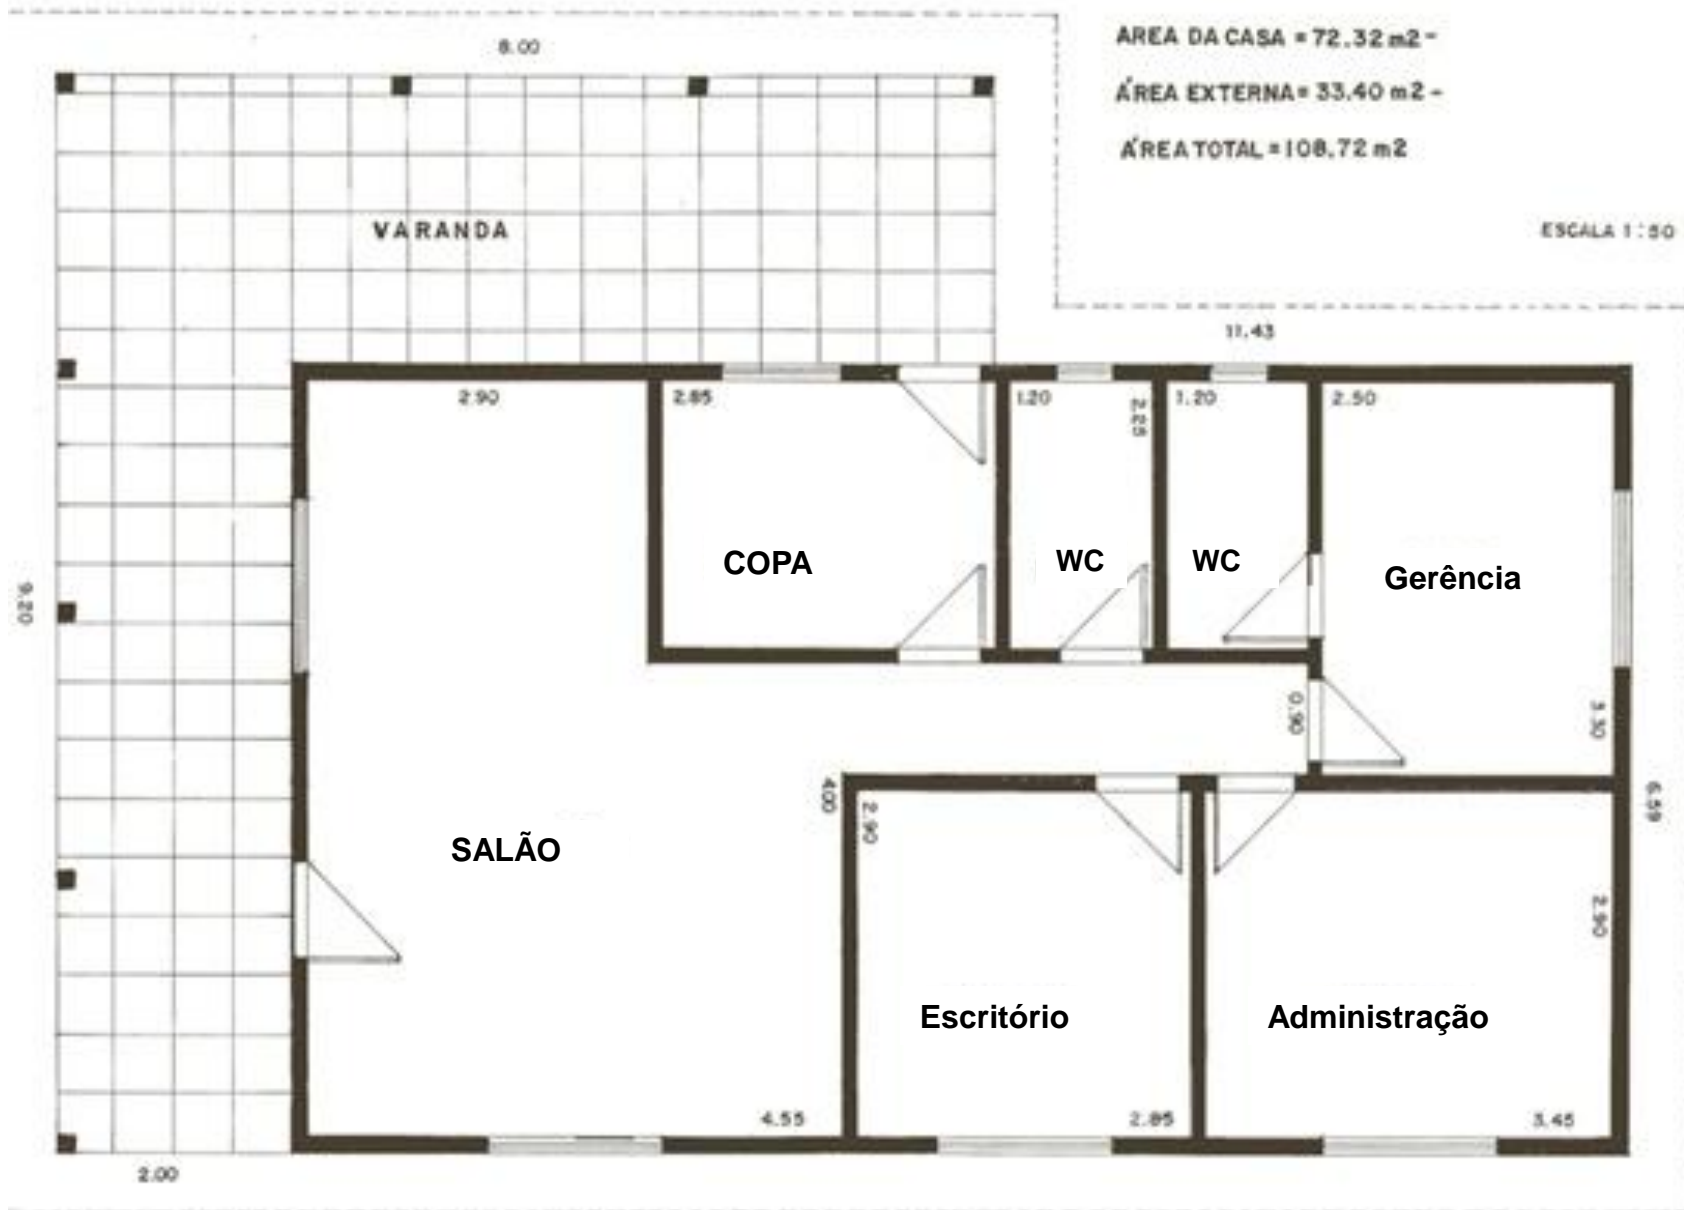 8.00
AREA DA CASA = 72.32 m2 -
ÁREA EXTERNA = 33.40 m2 -
ÁREA TOTAL = 108.72 m2
VARANDA
ESCALA 1:50
11.43
2.90
2.85
1.20
2.25
1.20
2.50
COPA
WC
WC
Gerência
9.20
0.90
3.30
400
2.90
6.59
SALÃO
2.90
Escritório
Administração
4.55
2.85
3.45
2.00